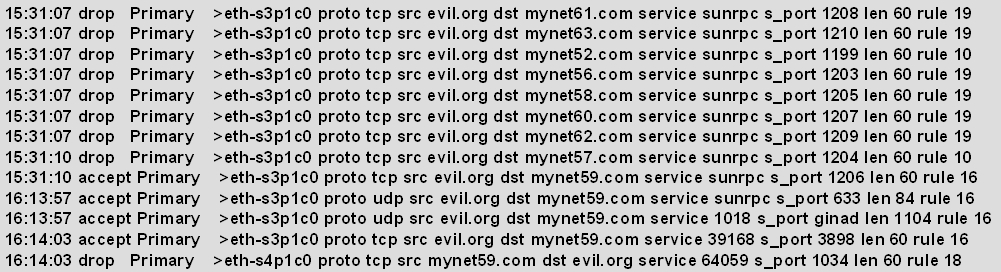 15:31:07 drop Primary >eth-s3p1c0 proto tcp src evil.org dst mynet61.com service sunrpc s_port 1208 len 60 rule 19
15:31:07 drop Primary >eth-s3p1c0 proto tcp src evil.org dst mynet63.com service sunrpc s_port 1210 len 60 rule 19
15:31:07 drop Primary >eth-s3p1c0 proto tcp src evil.org dst mynet52.com service sunrpc s_port 1199 len 60 rule 10
15:31:07 drop Primary >eth-s3p1c0 proto tcp src evil.org dst mynet56.com service sunrpc s_port 1203 len 60 rule 19
15:31:07 drop Primary >eth-s3p1c0 proto tcp src evil.org dst mynet58.com service sunrpc s_port 1205 len 60 rule 19
15:31:07 drop Primary >eth-s3p1c0 proto tcp src evil.org dst mynet60.com service sunrpc s_port 1207 len 60 rule 19
15:31:07 drop Primary >eth-s3p1c0 proto tcp src evil.org dst mynet62.com service sunrpc s_port 1209 len 60 rule 19
15:31:10 drop Primary >eth-s3p1c0 proto tcp src evil.org dst mynet57.com service sunrpc s_port 1204 len 60 rule 10
15:31:10 accept Primary >eth-s3p1c0 proto tcp src evil.org dst mynet59.com service sunrpc s_port 1206 len 60 rule 16
16:13:57 accept Primary >eth-s3p1c0 proto udp src evil.org dst mynet59.com service sunrpc s_port 633 len 84 rule 16
16:13:57 accept Primary >eth-s3p1c0 proto udp src evil.org dst mynet59.com service 1018 s_port ginad len 1104 rule 16
16:14:03 accept Primary >eth-s3p1c0 proto tcp src evil.org dst mynet59.com service 39168 s_port 3898 len 60 rule 16
16:14:03 drop Primary >eth-s4p1c0 proto tcp src mynet59.com dst evil.org service 64059 s_port 1034 len 60 rule 18